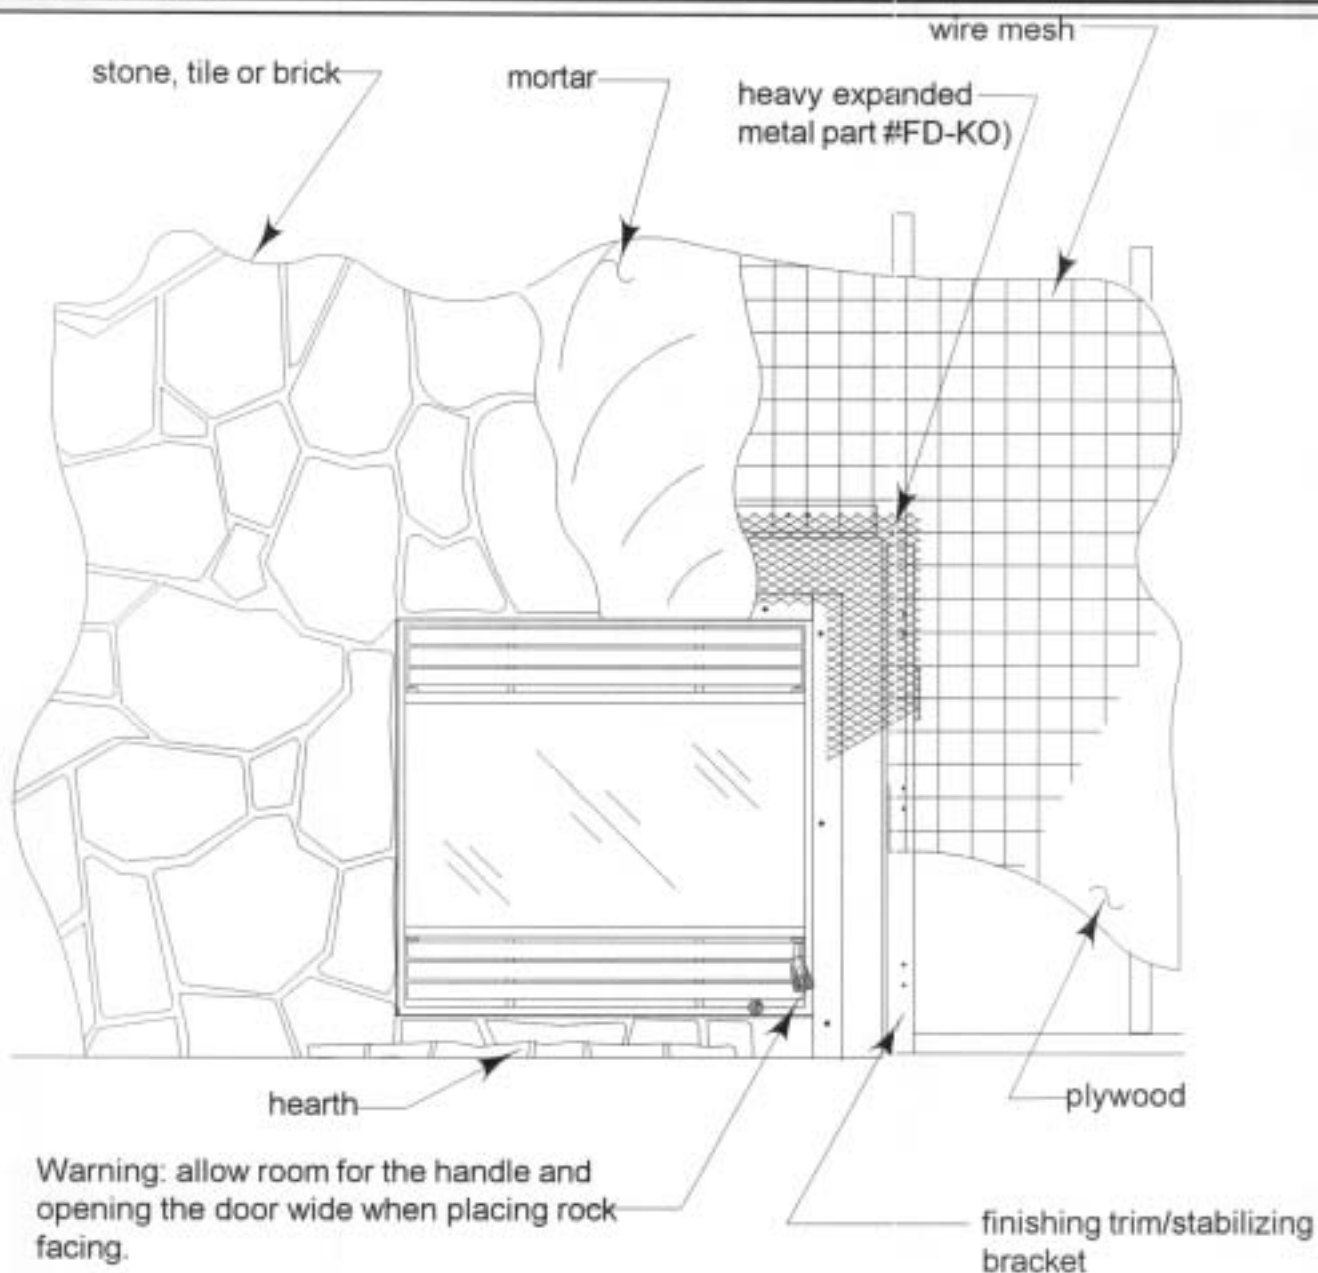 wire mesh
stone, tile or brick
mortar
heavy expanded
metal part #FD-KO)
hearth
plywood
Warning: allow room for the handle and
opening the door wide when placing rock
facing.
finishing trim/stabilizing
bracket